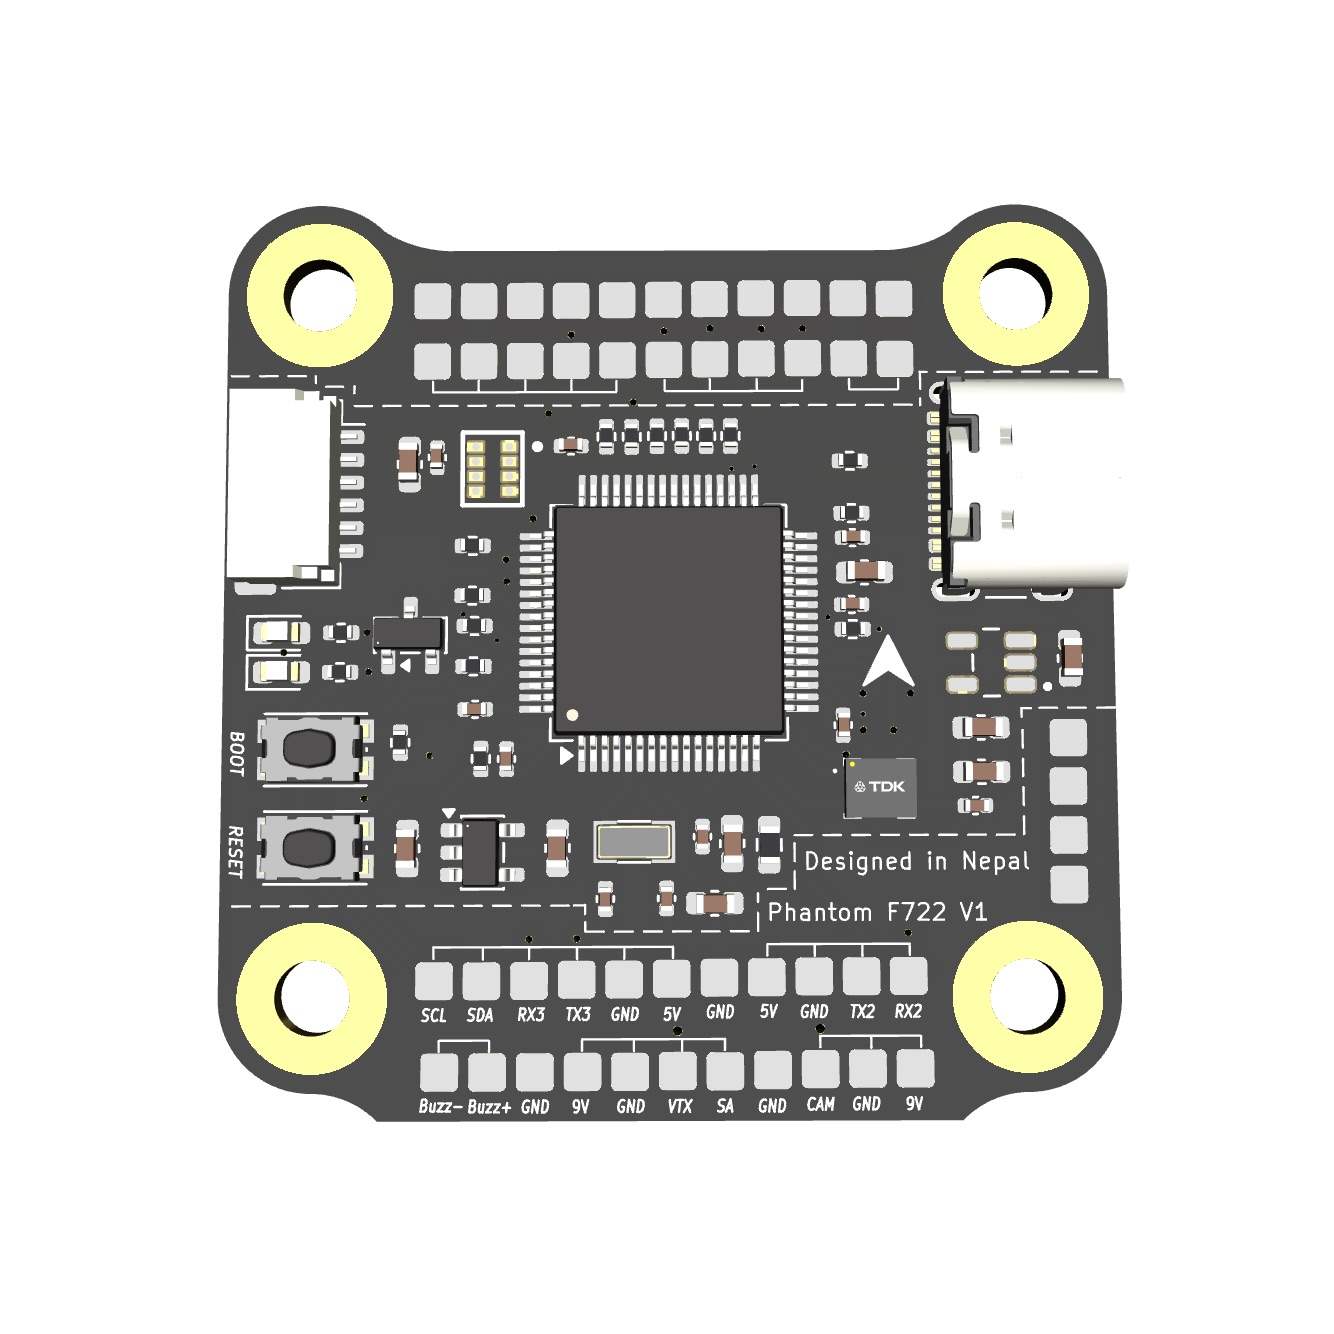 BOOT
TDK
RESET
Designed in Nepal
Phantom F722 V1
SCL SDA RX3 TX3 GND 5V GND 5V GND TX2 RX2
Buzz- Buzz+ GND 9V GND VTX SA GND CAM GND 9V